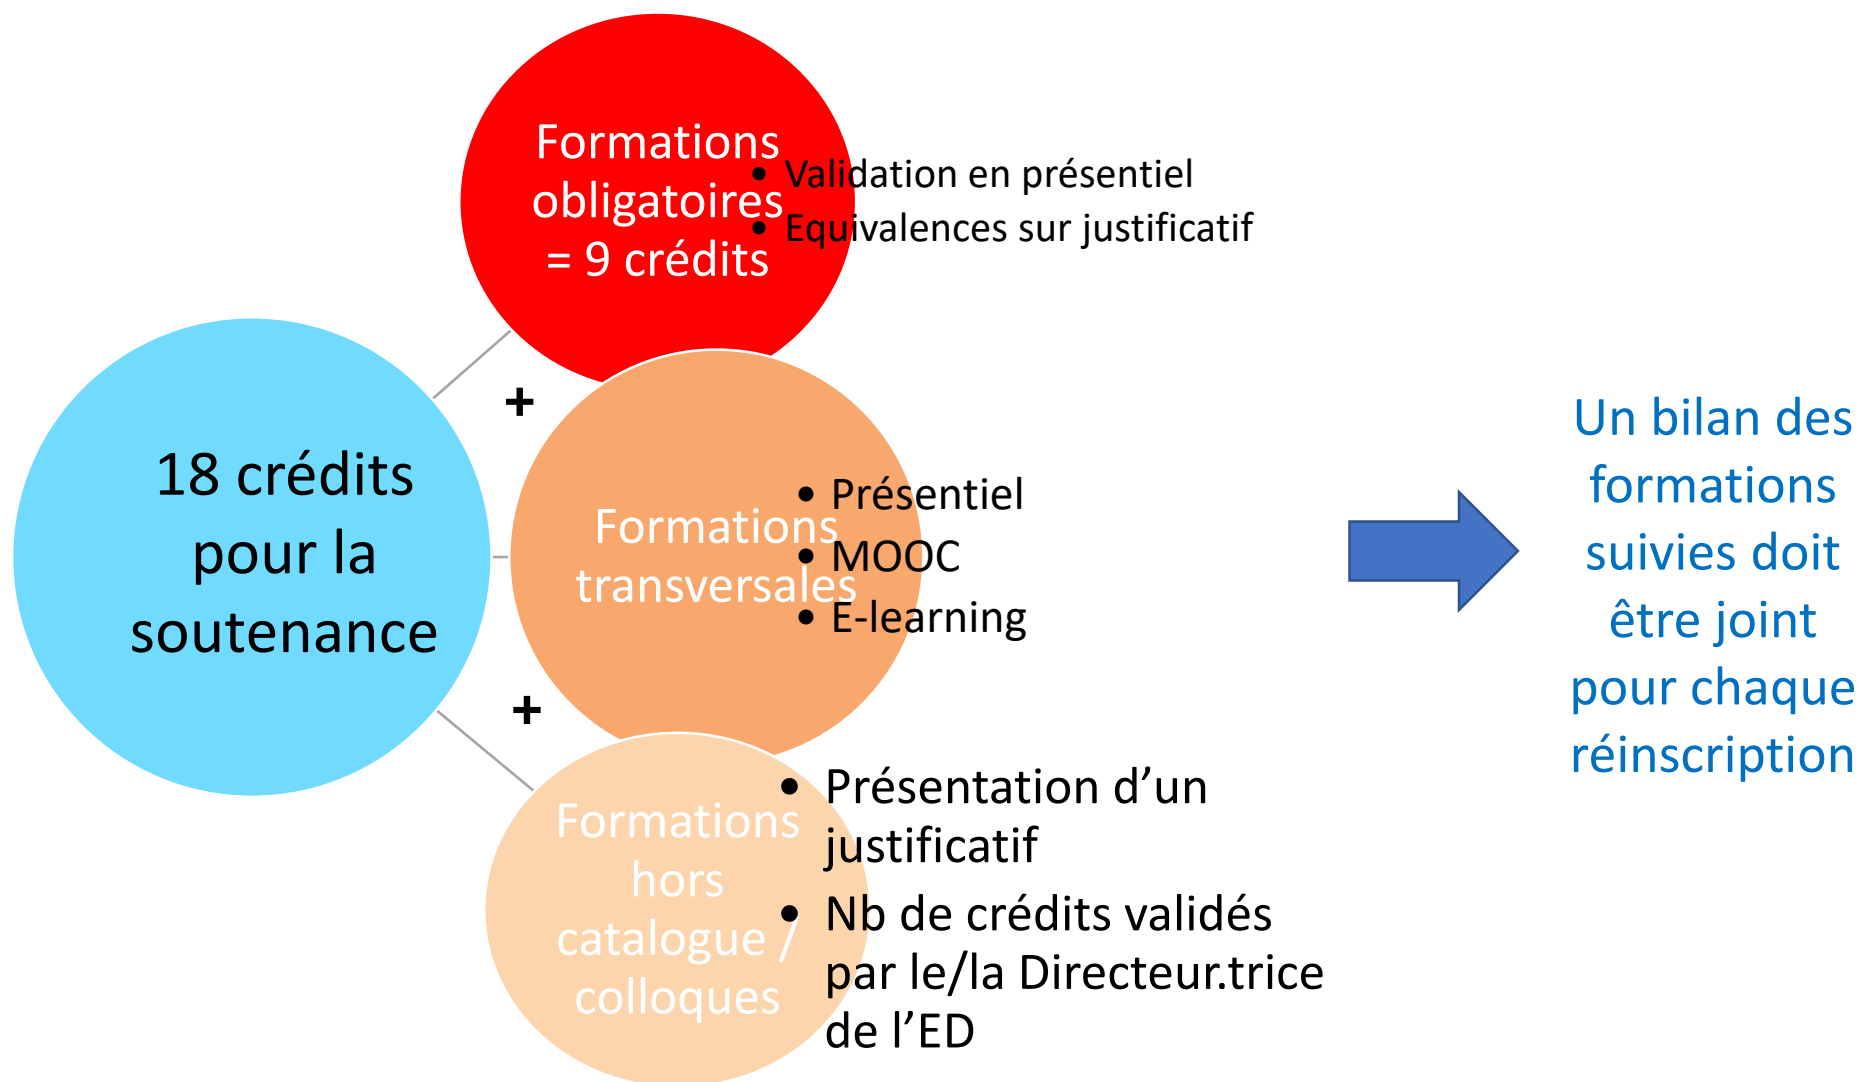 18 crédits
pour la
soutenance
Formations
obligatoires
= 9 crédits
• Validation en présentiel
• Equivalences sur justificatif
+
Formations
transversales
• Présentiel
• MOOC
• E-learning
+
Formations
hors
catalogue /
colloques
• Présentation d’un
justificatif
• Nb de crédits validés
par le/la Directeur.trice
de l’ED
Un bilan des
formations
suivies doit
être joint
pour chaque
réinscription